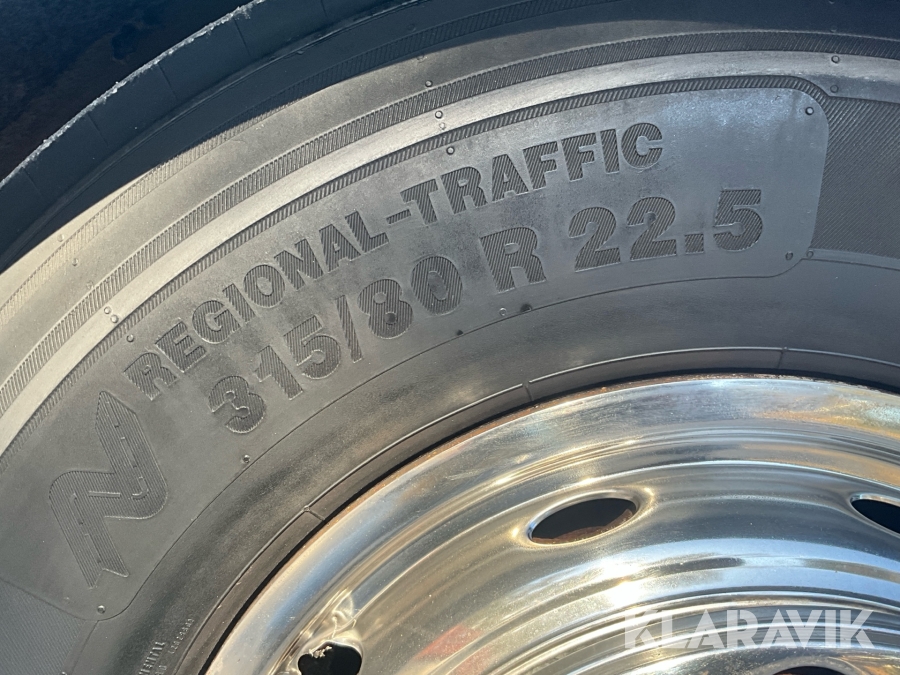 REGIONAL-TRAFFIC
315/80 R 22.5
KLARAVIK